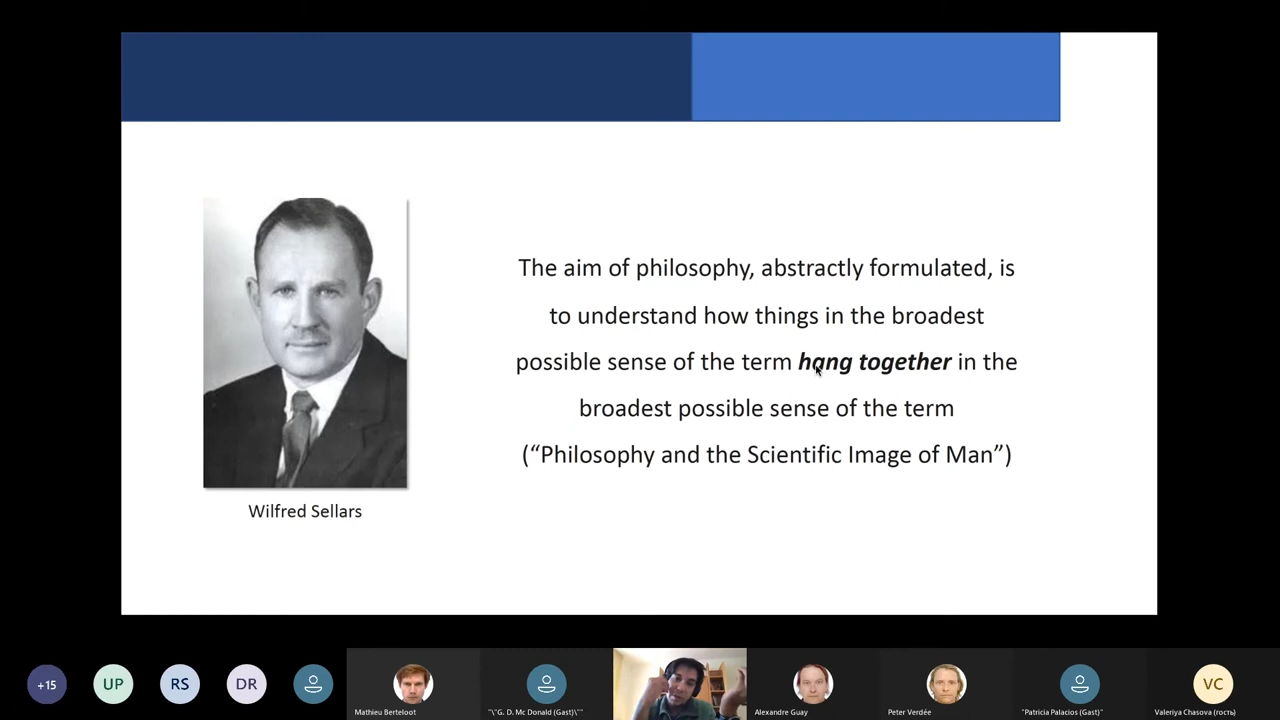 The aim of philosophy, abstractly formulated, is
to understand how things in the broadest
possible sense of the term hang together in the
broadest possible sense of the term
(“Philosophy and the Scientific Image of Man”)
Wilfred Sellars
+15
UP
RS
DR
VC
Mathieu Berteloot
"\"G. D. Mc Donald (Gast)\""
Alexandre Guay
Peter Verdée
"Patricia Palacios (Gast)"
Valeriya Chasova (гость)